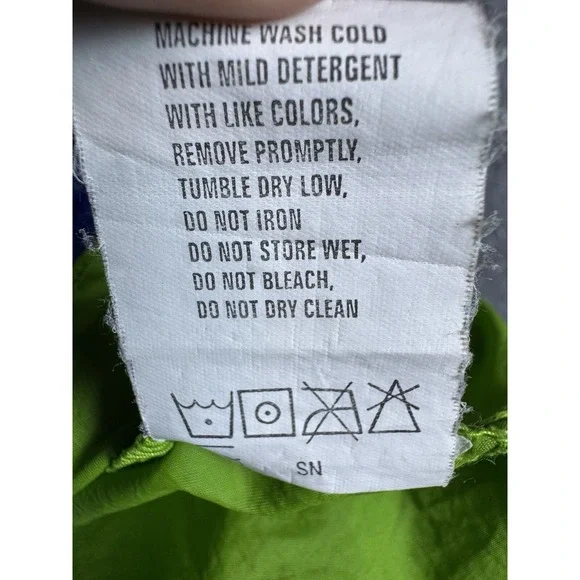 MACHINE WASH COLD
WITH MILD DETERGENT
WITH LIKE COLORS,
REMOVE PROMPTLY,
TUMBLE DRY LOW,
DO NOT IRON
DO NOT STORE WET,
DO NOT BLEACH,
DO NOT DRY CLEAN
SN